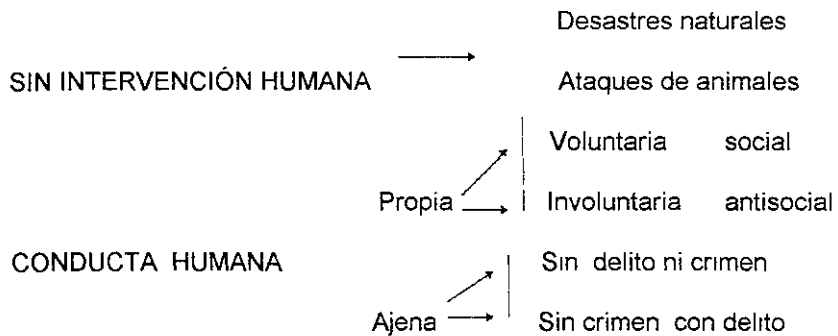 Desastres naturales
SIN INTERVENCIÓN HUMANA Ataques de animales
Voluntaria social
Propia Involuntaria antisocial
CONDUCTA HUMANA Sin delito ni crimen
Ajena Sin crimen con delito